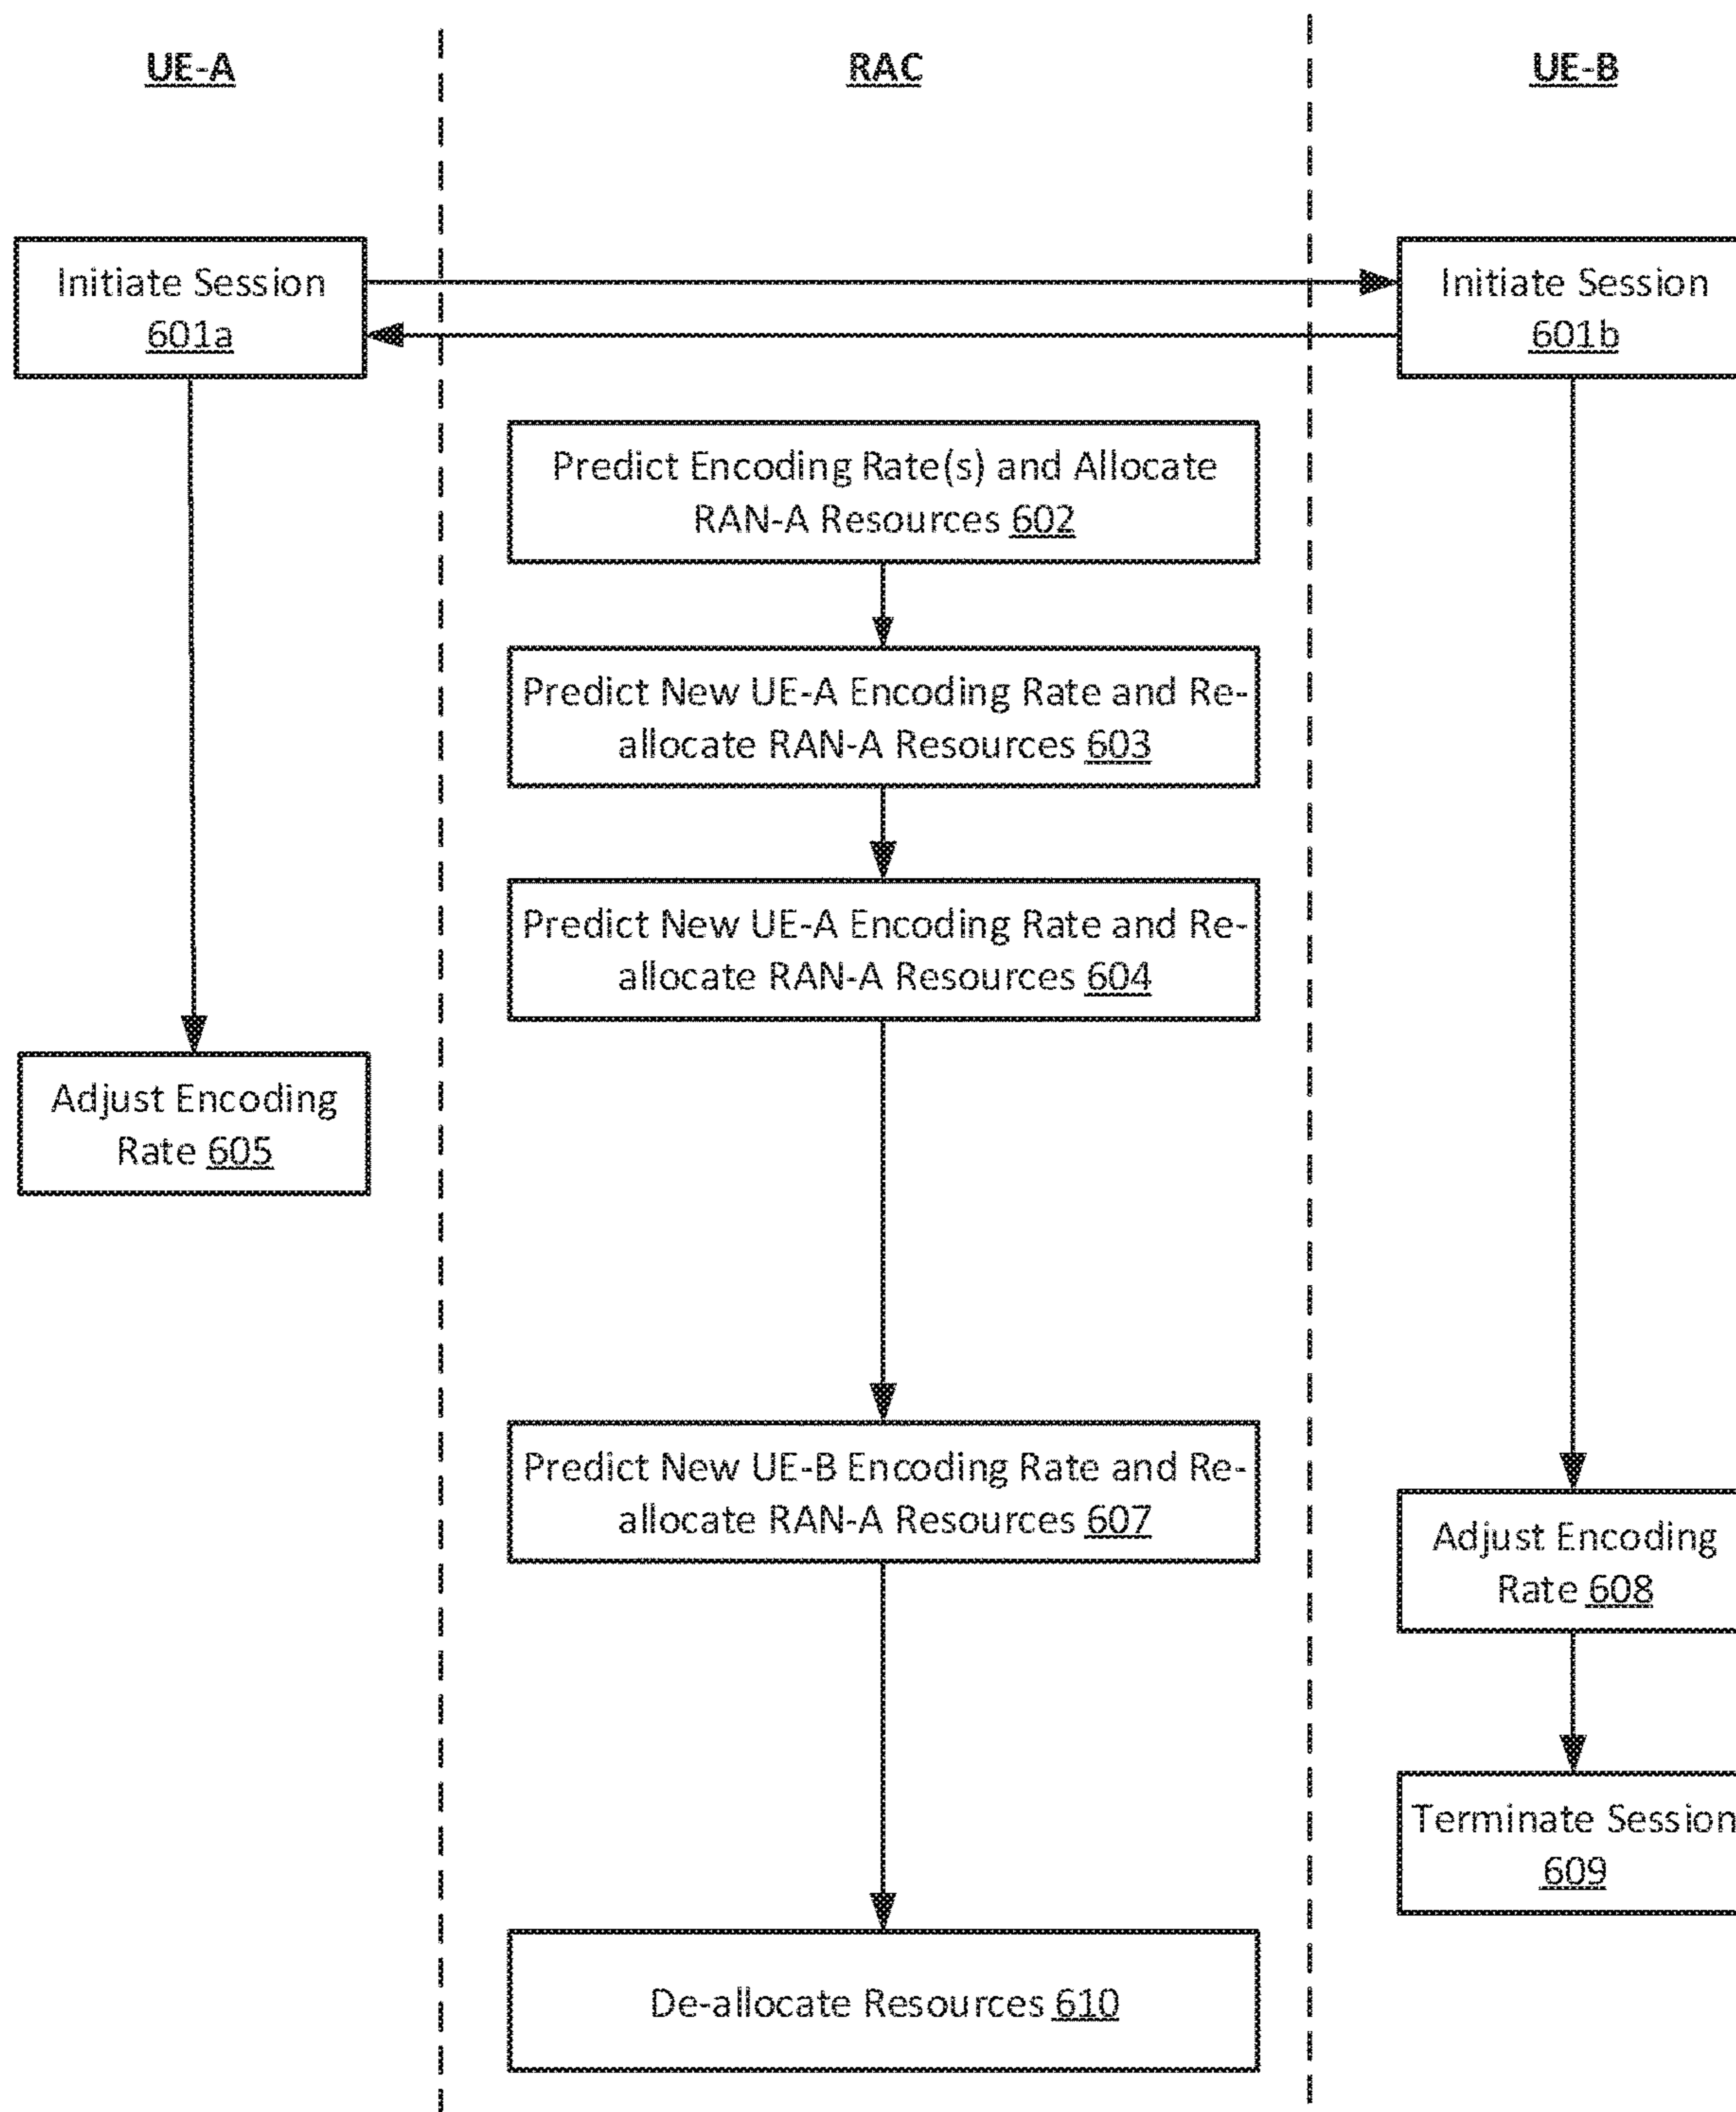 UE-A
RAC
UE-B
Initiate Session
601a
Initiate Session
601b
Predict Encoding Rate(s) and Allocate
RAN-A Resources 602
Predict New UE-A Encoding Rate and Re-
allocate RAN-A Resources 603
Predict New UE-A Encoding Rate and Re-
allocate RAN-A Resources 604
Adjust Encoding
Rate 605
Predict New UE-B Encoding Rate and Re-
allocate RAN-A Resources 607
Adjust Encoding
Rate 608
Terminate Session
609
De-allocate Resources 610